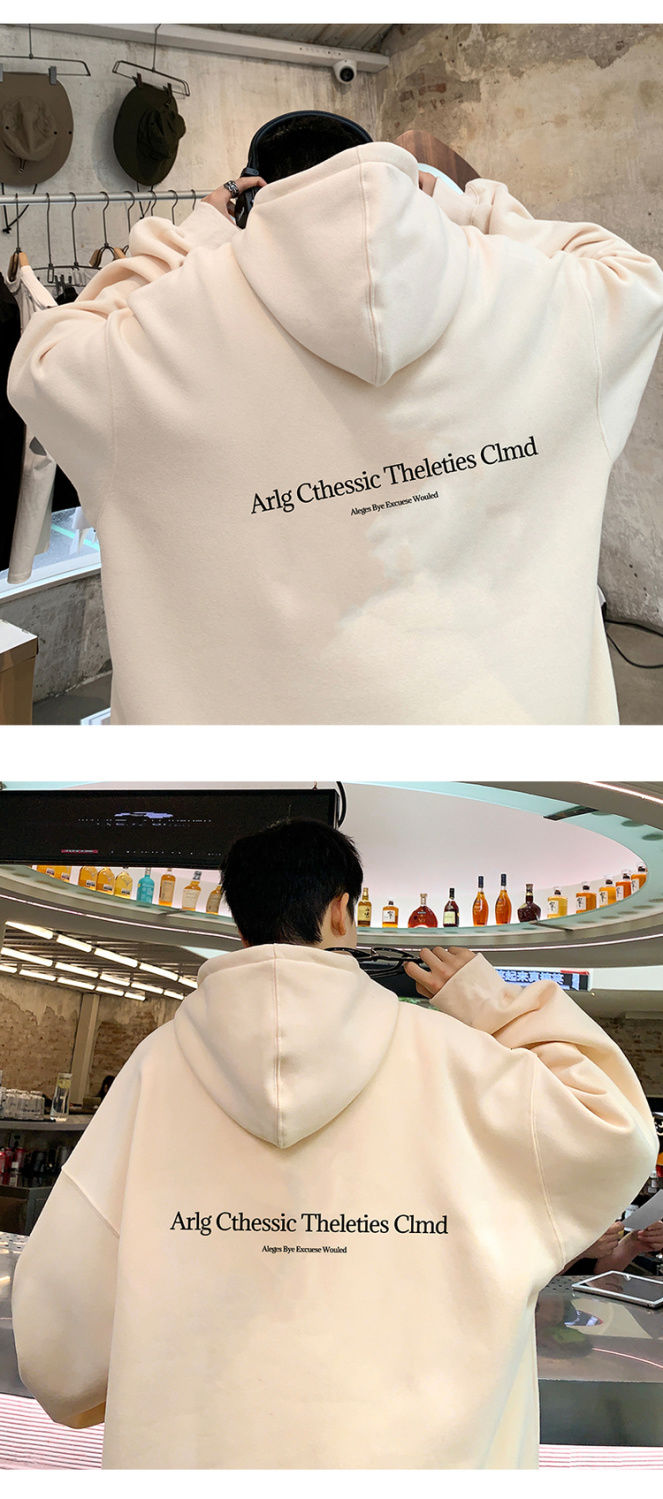 Arlg Cthessic Theleties Clmd
Aleges Bye Excuese Wouled
Arlg Cthessic Theleties Clmd
Aleges Bye Excuese Wouled